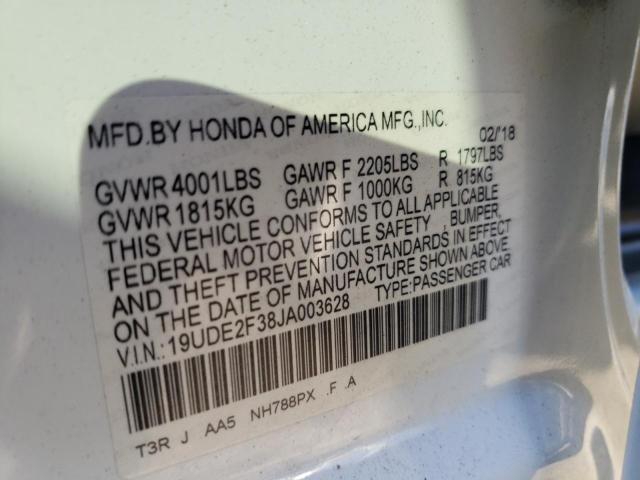 MFD.BY HONDA OF AMERICA MFG.,INC. 02/'18
GVWR 4001LBS GAWR F 2205LBS R 1797LBS
GVWR 1815KG GAWR F 1000KG R 815KG
THIS VEHICLE CONFORMS TO ALL APPLICABLE
FEDERAL MOTOR VEHICLE SAFETY , BUMPER,
AND THEFT PREVENTION STANDARDS IN EFFECT
ON THE DATE OF MANUFACTURE SHOWN ABOVE
V.I.N.:19UDE2F38JA003628 TYPE:PASSENGER CAR
T3R J AA5 NH788PX .F .A